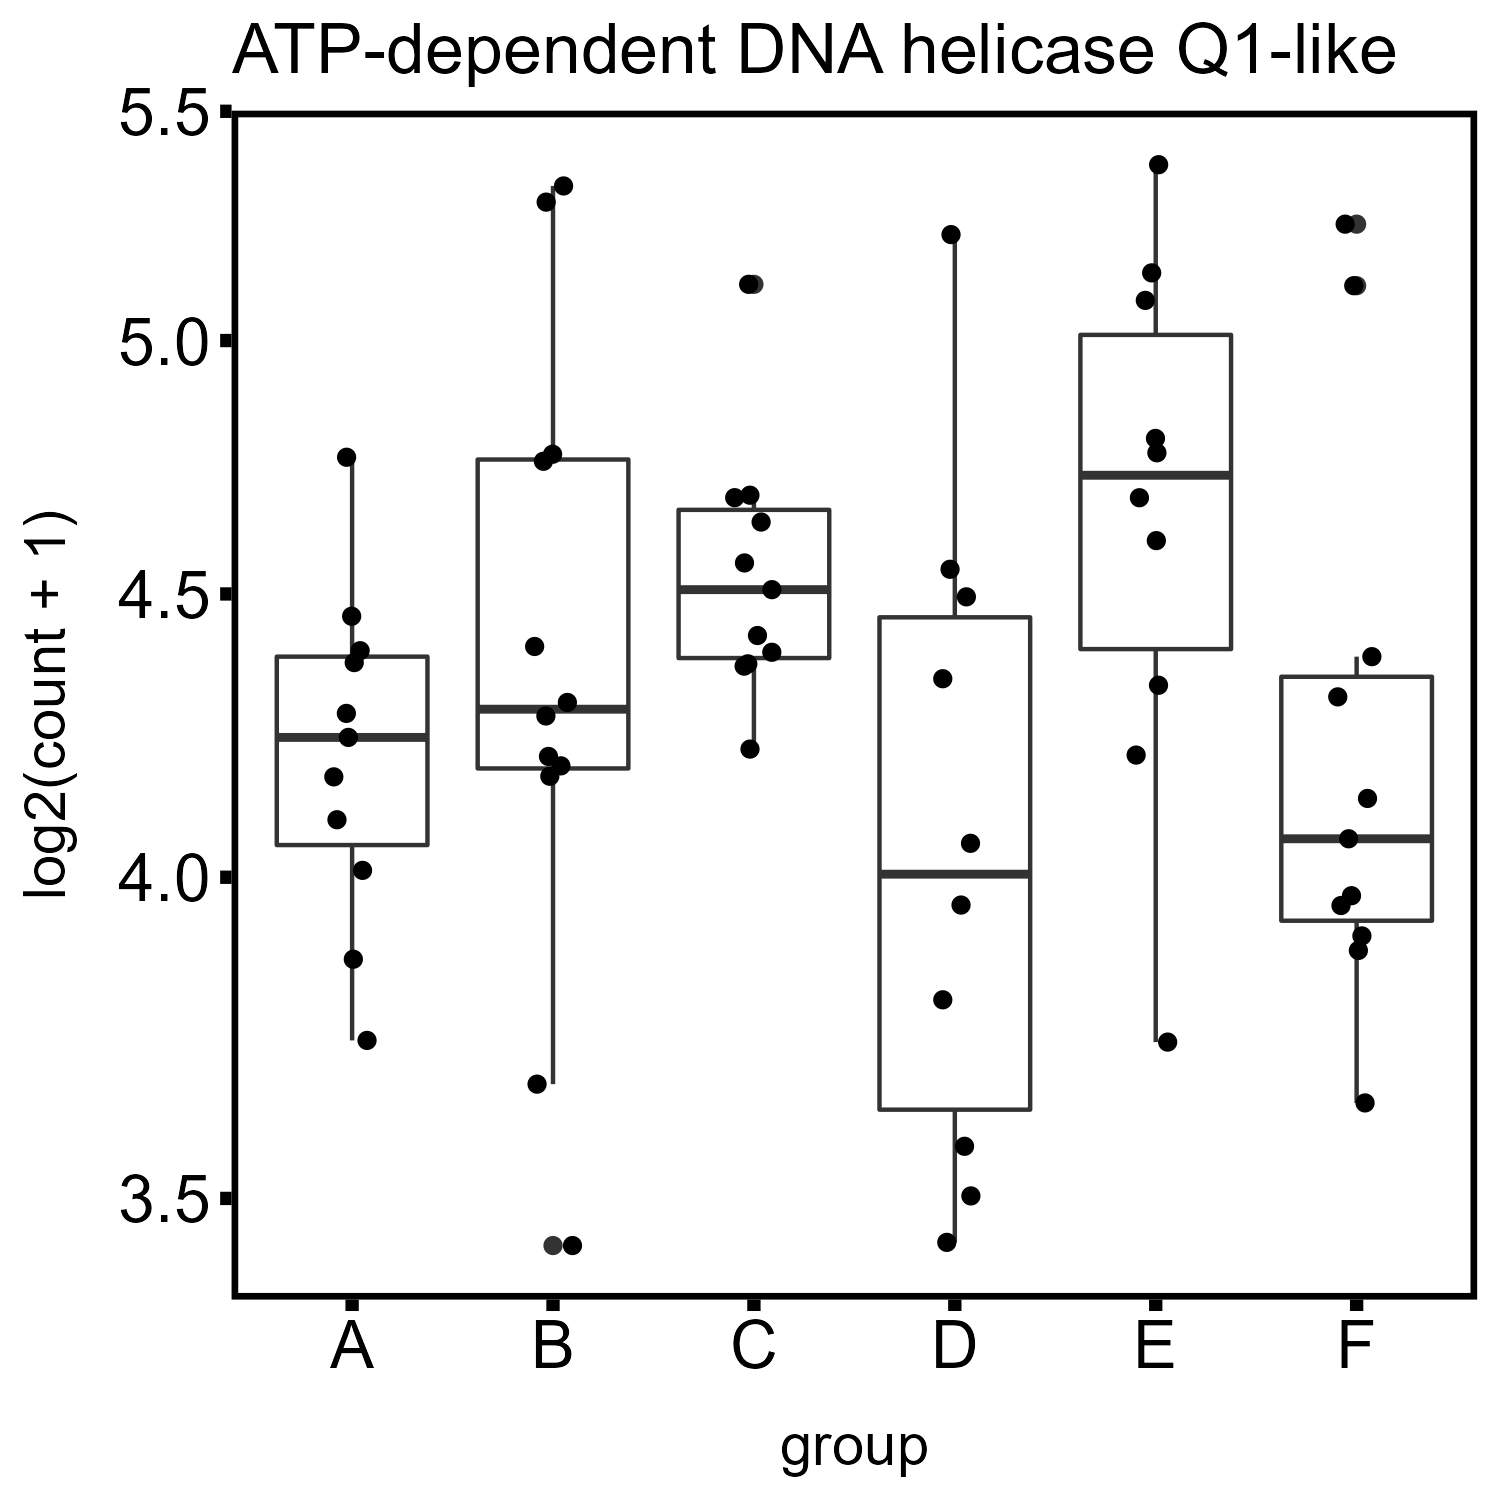 ATP-dependent DNA helicase Q1-like
5.5
5.0
4.5
4.0
3.5
log2(count + 1)
A B C D E F
group